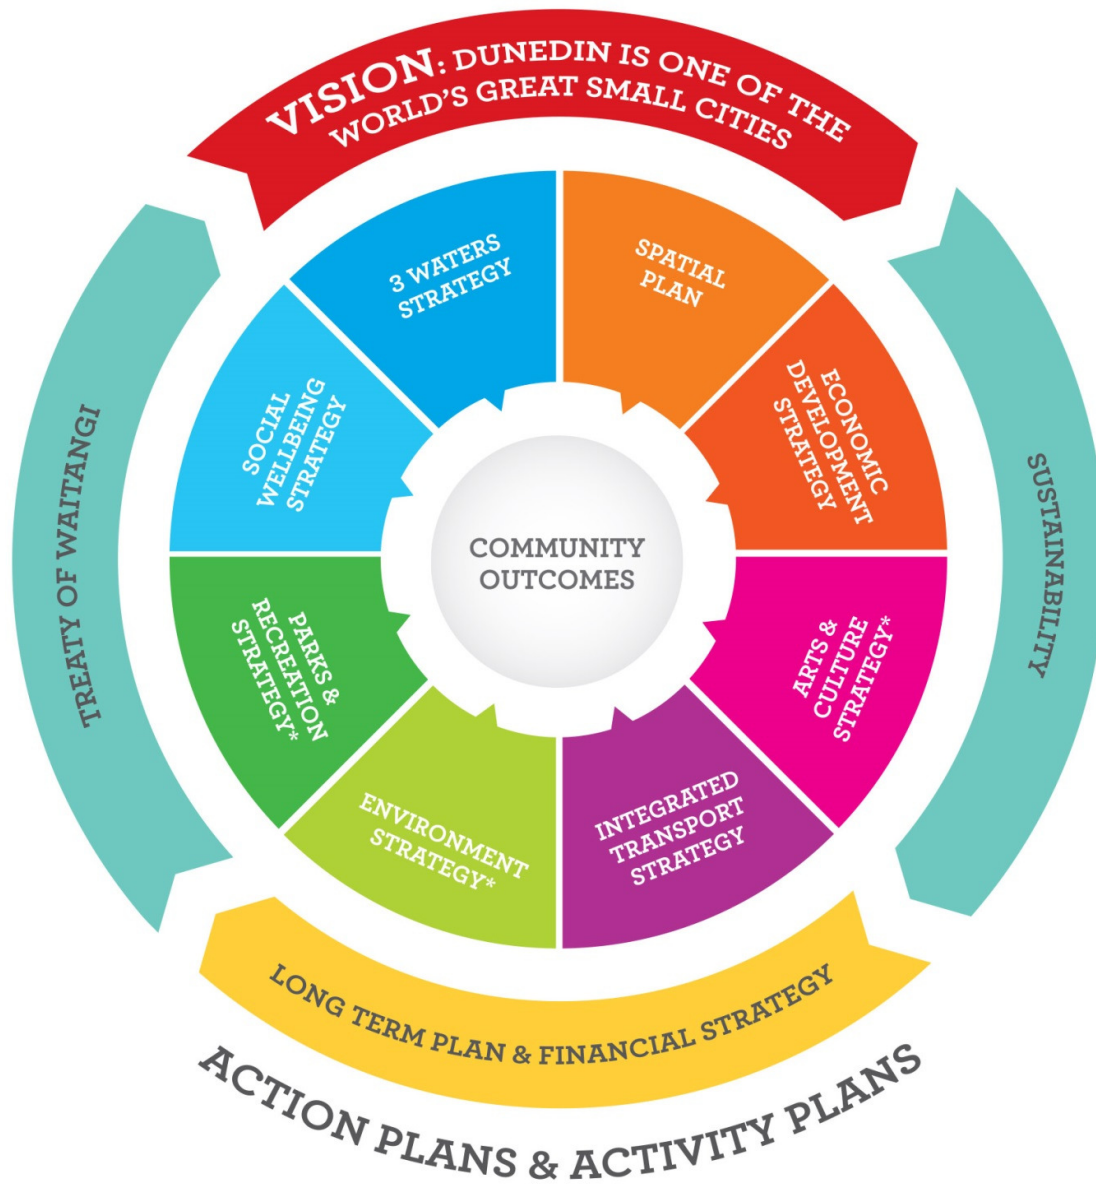 VISION: DUNEDIN IS ONE OF THE
WORLD'S GREAT SMALL CITIES
3 WATERS
STRATEGY
SPATIAL
PLAN
ECONOMIC
DEVELOPMENT
STRATEGY
ARTS &
CULTURE
STRATEGY*
INTEGRATED
TRANSPORT
STRATEGY
ENVIRONMENT
STRATEGY*
PARKS &
RECREATION
STRATEGY*
SOCIAL
WELLBEING
STRATEGY
COMMUNITY
OUTCOMES
TREATY OF WAITANGI
SUSTAINABILITY
LONG TERM PLAN & FINANCIAL STRATEGY
ACTION PLANS & ACTIVITY PLANS